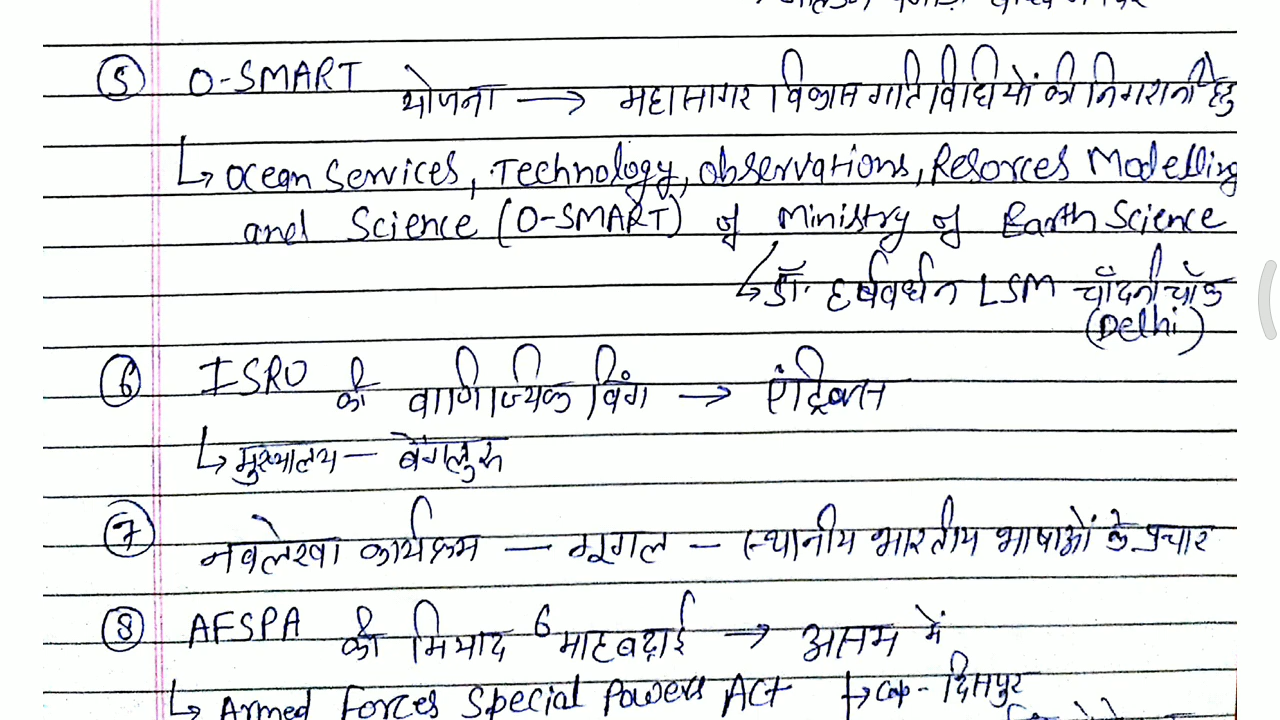 ⑤ O-SMART योजना → महासागर विकास गतिविधियों की निगरानी हेतु
↳ Ocean Services, Technology, Observations, Resorces Modelling
and Science (O-SMART) of Ministry of Earth Science
↳ डॉ. हर्षवर्धन LSM चाँदनी चौक
(Delhi)
⑥ ISRO की वाणिज्यिक विंग → एंट्रिक्स
↳ मुख्यालय – बेंगलुरु
⑦ नवलेखा कार्यक्रम – गूगल – स्थानीय भारतीय भाषाओं के प्रचार
⑧ AFSPA की मियाद 6 माह बढ़ाई → असम में
↳ Armed Forces Special Powers Act ↳ Cap - दिसपुर